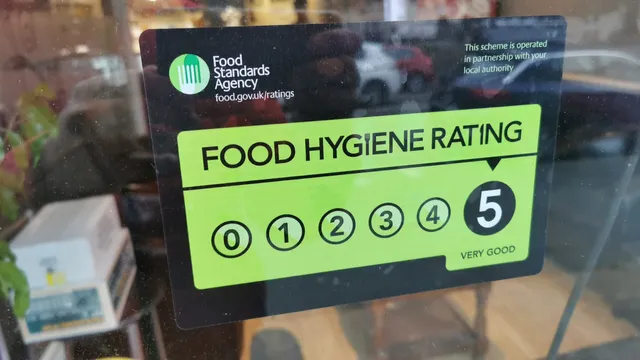 Food
Standards
Agency
food.gov.uk/ratings
This scheme is operated
in partnership with your
local authority.
FOOD HYGIENE RATING
0 1 2 3 4 5
VERY GOOD